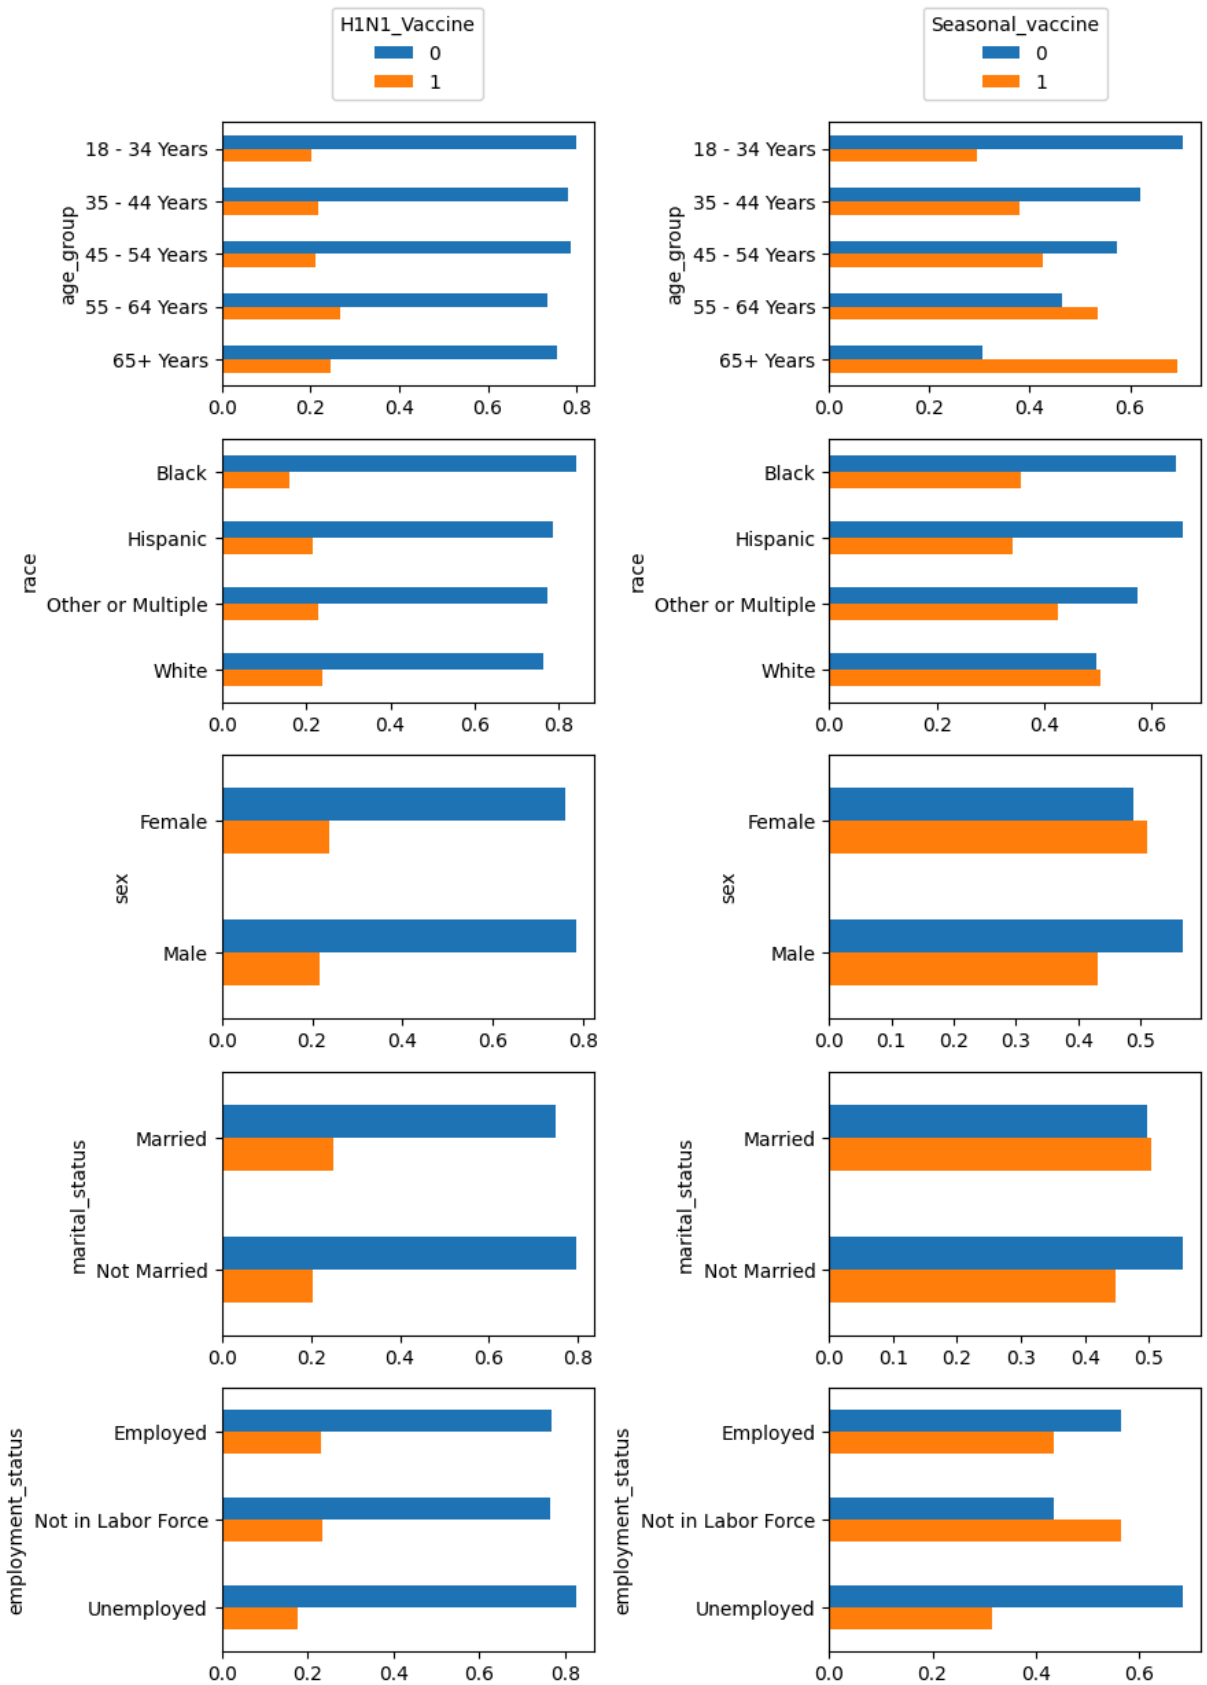 H1N1_Vaccine
0
1
Seasonal_vaccine
0
1
age_group
18 - 34 Years
35 - 44 Years
45 - 54 Years
55 - 64 Years
65+ Years
0.0 0.2 0.4 0.6 0.8
age_group
18 - 34 Years
35 - 44 Years
45 - 54 Years
55 - 64 Years
65+ Years
0.0 0.2 0.4 0.6
race
Black
Hispanic
Other or Multiple
White
0.0 0.2 0.4 0.6 0.8
race
Black
Hispanic
Other or Multiple
White
0.0 0.2 0.4 0.6
sex
Female
Male
0.0 0.2 0.4 0.6 0.8
sex
Female
Male
0.0 0.1 0.2 0.3 0.4 0.5
marital_status
Married
Not Married
0.0 0.2 0.4 0.6 0.8
marital_status
Married
Not Married
0.0 0.1 0.2 0.3 0.4 0.5
employment_status
Employed
Not in Labor Force
Unemployed
0.0 0.2 0.4 0.6 0.8
employment_status
Employed
Not in Labor Force
Unemployed
0.0 0.2 0.4 0.6